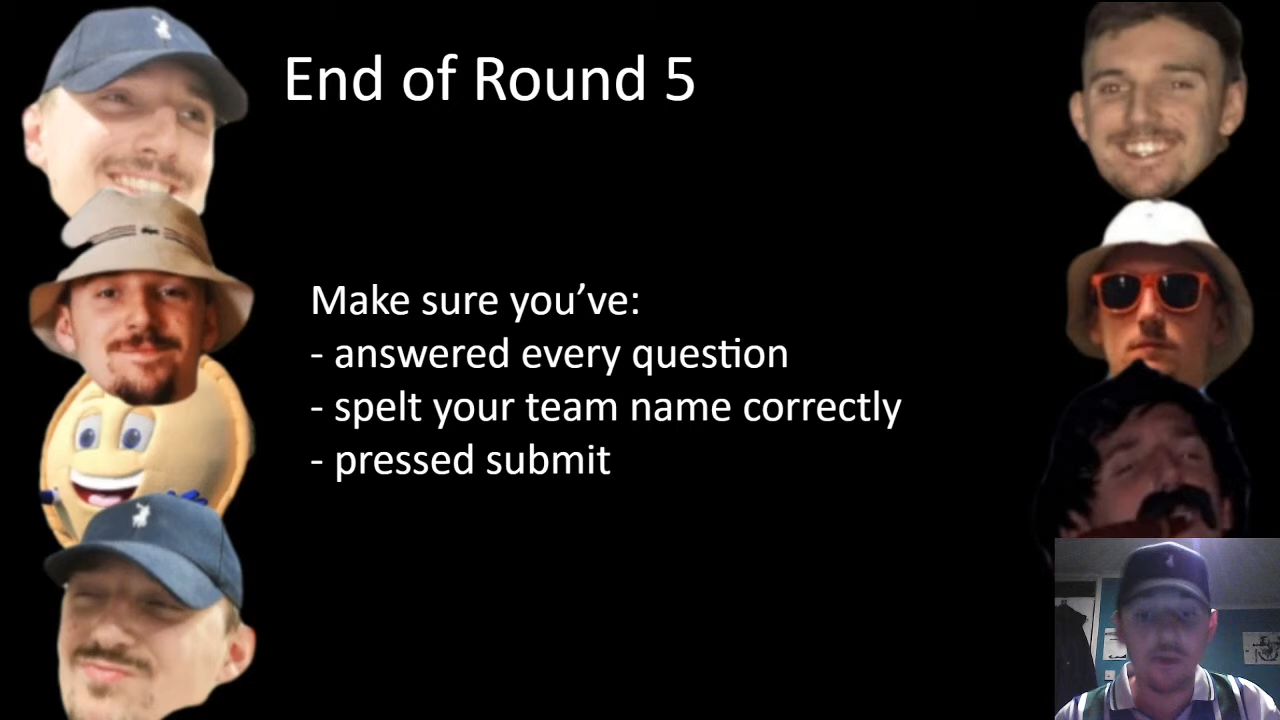 End of Round 5
Make sure you’ve:
- answered every question
- spelt your team name correctly
- pressed submit